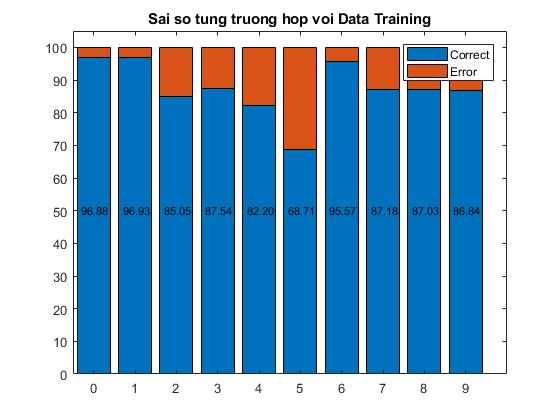 Sai so tung truong hop voi Data Training
Correct
Error
100
90
80
70
60
50
40
30
20
10
0
96.88 96.93 85.05 87.54 82.20 68.71 95.57 87.18 87.03 86.84
0 1 2 3 4 5 6 7 8 9